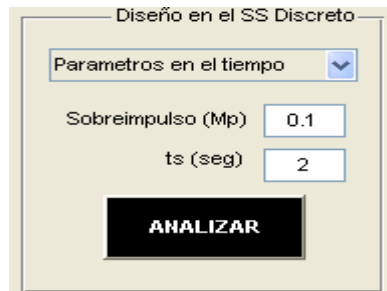 Diseño en el SS Discreto
Parametros en el tiempo
Sobreimpulso (Mp) 0.1
ts (seg) 2
ANALIZAR